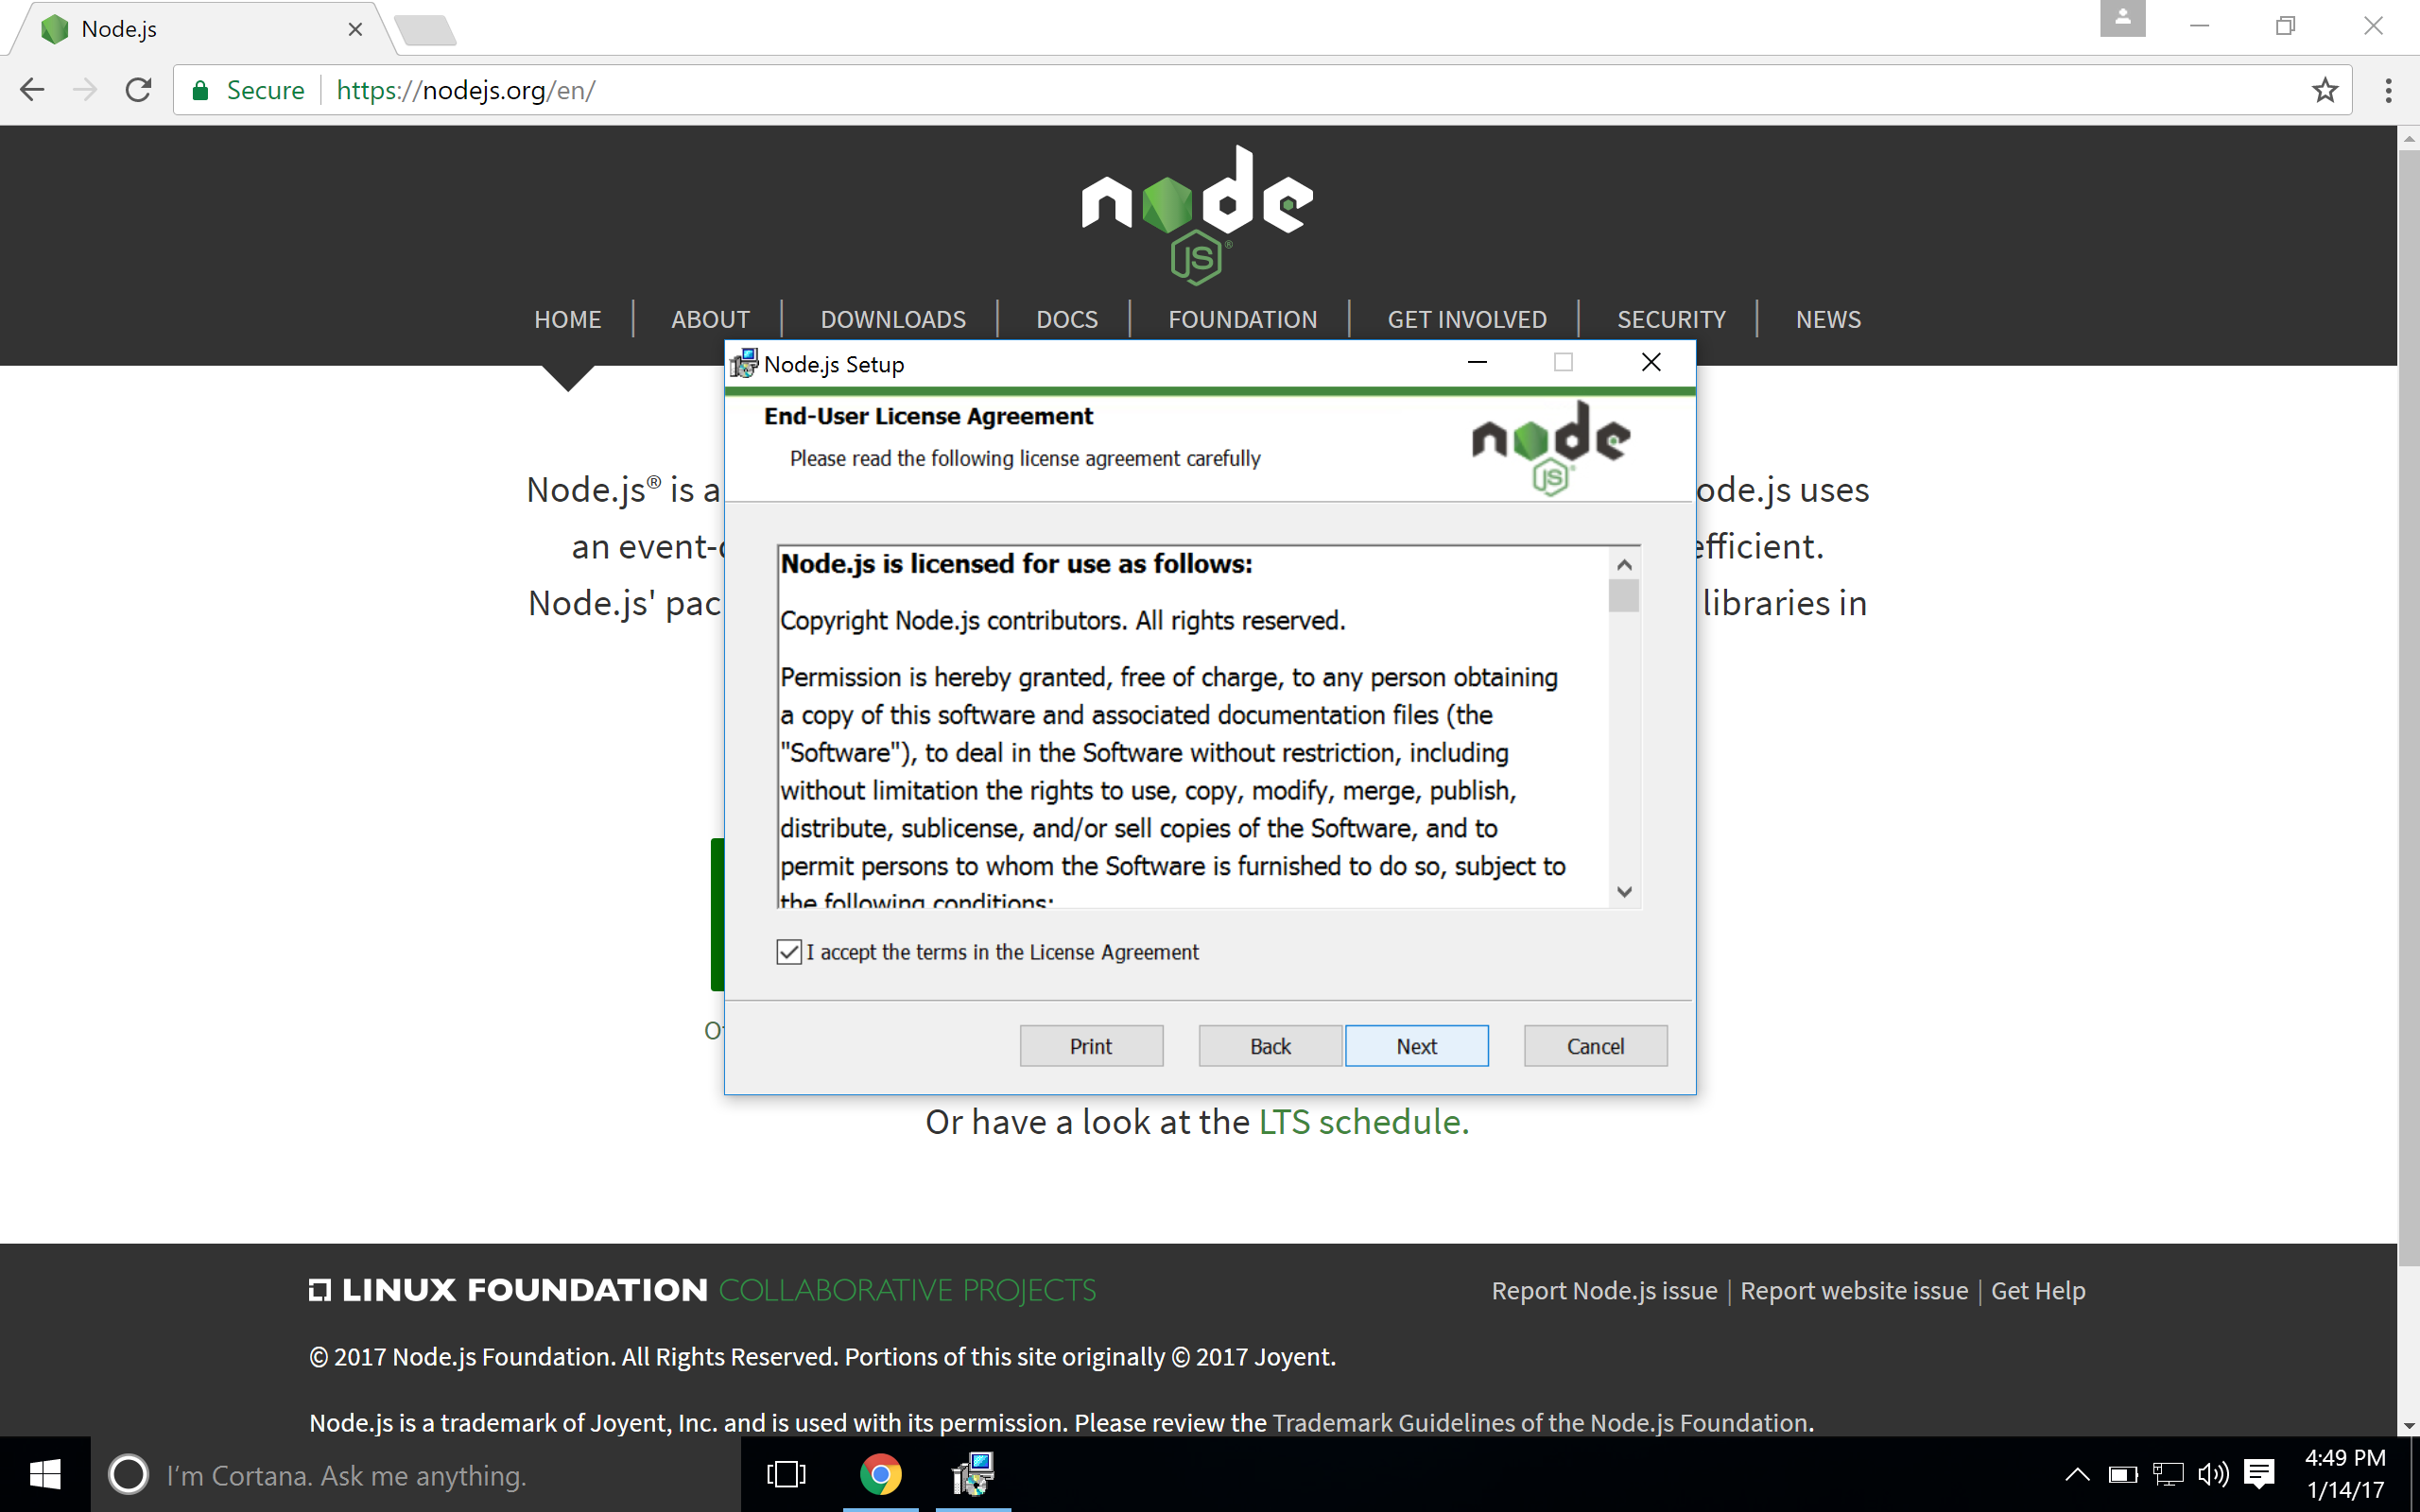 Node.js
Secure
https://nodejs.org/en/
node
JS
HOME
ABOUT
DOWNLOADS
DOCS
FOUNDATION
GET INVOLVED
SECURITY
NEWS
Node.js® is a
ode.js uses
an event-
efficient.
Node.js' pac
libraries in
Node.js Setup
End-User License Agreement
Please read the following license agreement carefully
node
JS
Node.js is licensed for use as follows:
Copyright Node.js contributors. All rights reserved.
Permission is hereby granted, free of charge, to any person obtaining
a copy of this software and associated documentation files (the
"Software"), to deal in the Software without restriction, including
without limitation the rights to use, copy, modify, merge, publish,
distribute, sublicense, and/or sell copies of the Software, and to
permit persons to whom the Software is furnished to do so, subject to
the following conditions:
I accept the terms in the License Agreement
Print
Back
Next
Cancel
Or have a look at the LTS schedule.
LINUX FOUNDATION COLLABORATIVE PROJECTS
Report Node.js issue | Report website issue | Get Help
© 2017 Node.js Foundation. All Rights Reserved. Portions of this site originally © 2017 Joyent.
Node.js is a trademark of Joyent, Inc. and is used with its permission. Please review the Trademark Guidelines of the Node.js Foundation.
I'm Cortana. Ask me anything.
4:49 PM
1/14/17